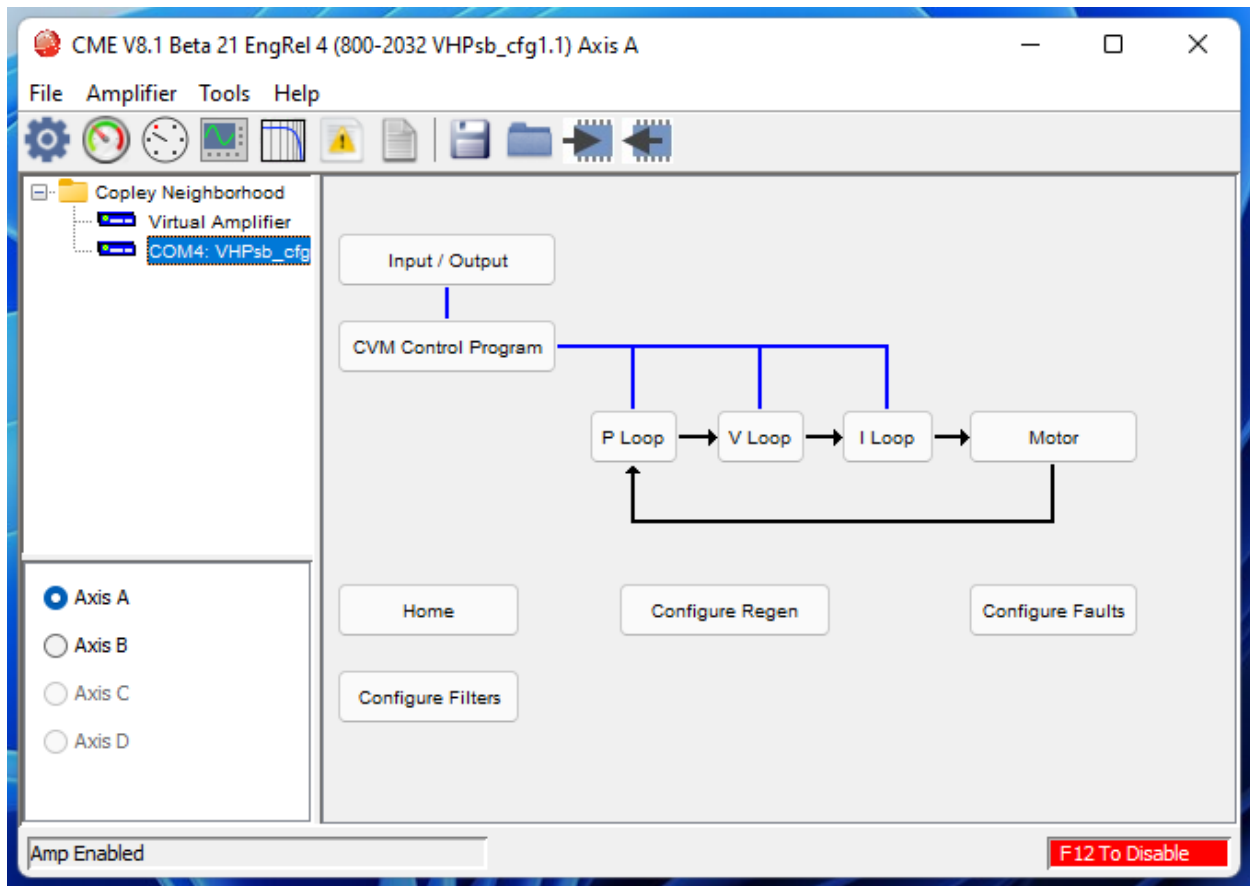 CME V8.1 Beta 21 EngRel 4 (800-2032 VHPsb_cfg1.1) Axis A
File Amplifier Tools Help
Copley Neighborhood
Virtual Amplifier
COM4: VHPsb_cfg
Input / Output
CVM Control Program
P Loop V Loop I Loop Motor
Axis A
Axis B
Axis C
Axis D
Home Configure Regen Configure Faults
Configure Filters
Amp Enabled
F12 To Disable